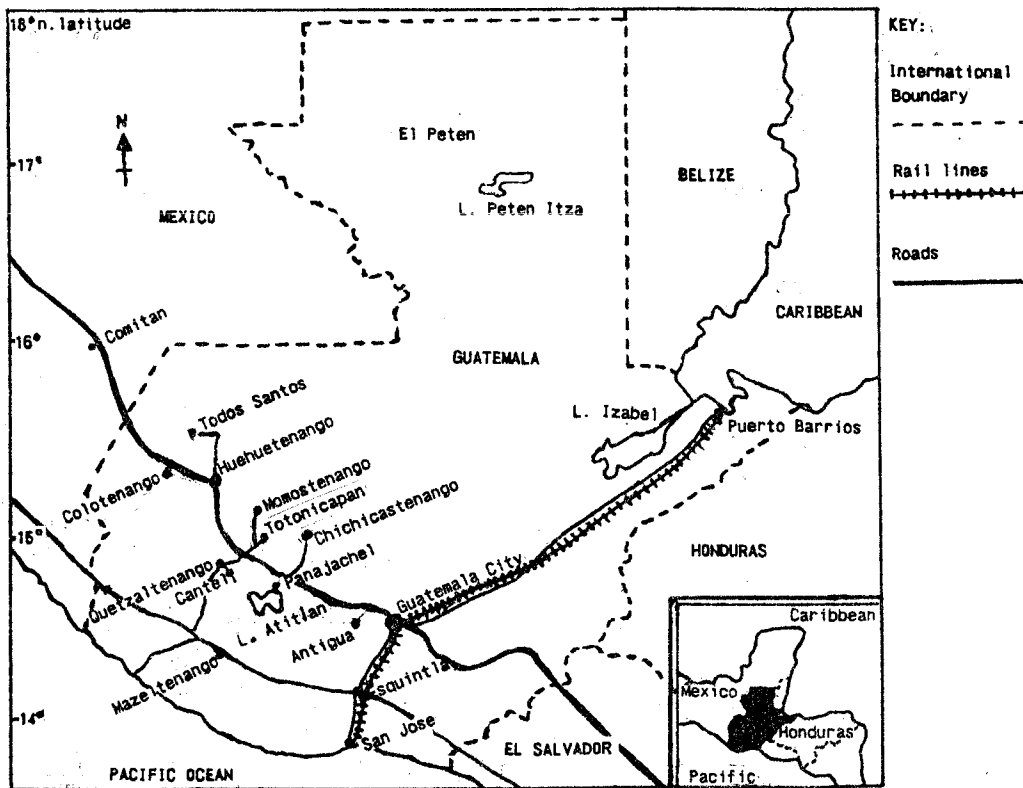 18°n.latitude
KEY:
International
Boundary
N
El Peten
17°
Rail lines
BELIZE
L. Peten Itza
MEXICO
Roads
CARIBBEAN
Comitan
16°
GUATEMALA
Todos Santos
L. Izabel
Puerto Barrios
Huehuetenango
Colotenango
Momostenango
Totonicapan
Chichicastenango
15°
HONDURAS
Quetzaltenango
Cantel
Panajachel
Guatemala City
L. Atitlan
Antigua
Caribbean
Mazeltenango
Esquintla
Mexico
14°
Honduras
San Jose
EL SALVADOR
PACIFIC OCEAN
Pacific